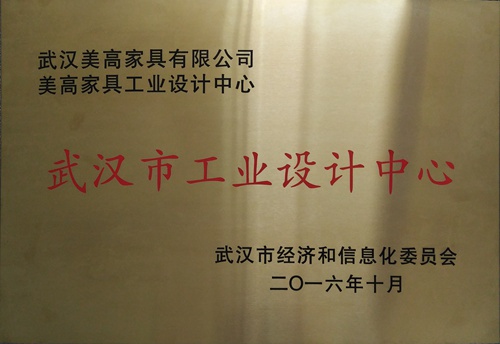 武汉美高家具有限公司
美高家具工业设计中心
武汉市工业设计中心
武汉市经济和信息化委员会
二〇一六年十月